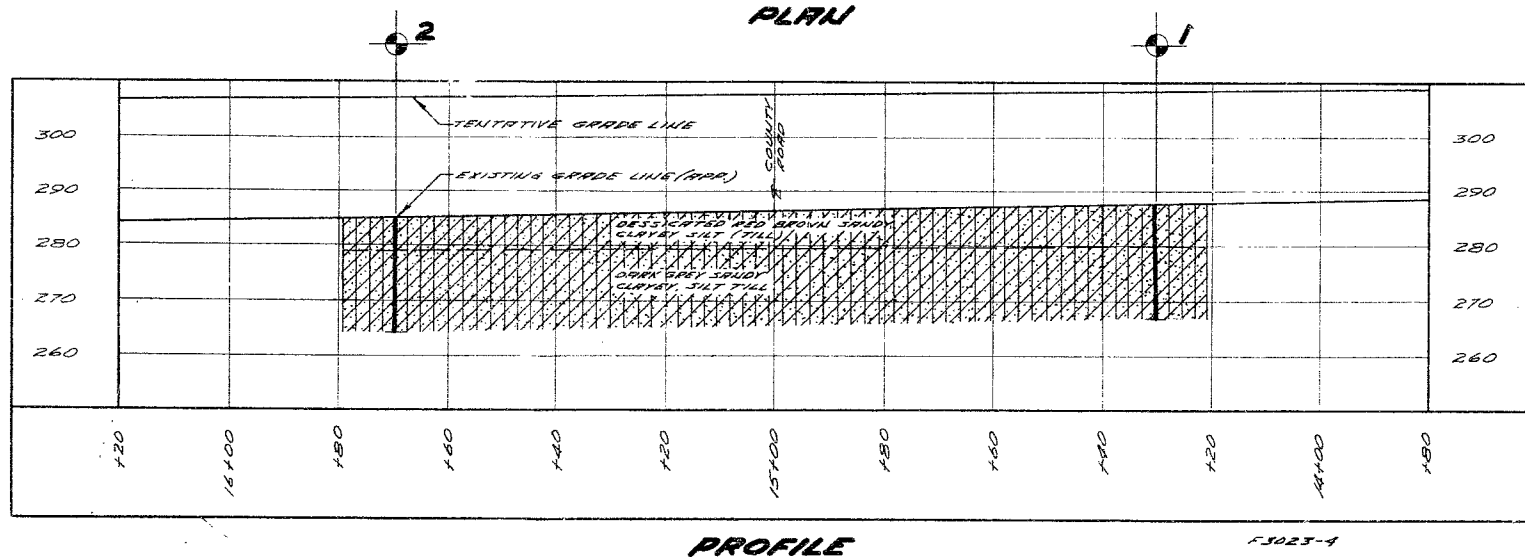 PLAN
2
1
300
290
280
270
260
TENTATIVE GRADE LINE
EXISTING GRADE LINE (APP.)
COUNTY
ROAD
DESSICATED RED BROWN SANDY
CLAYEY SILT (TILL)
DARK GREY SANDY
CLAYEY, SILT TILL
300
290
280
270
260
+20
16+00
+80
+60
+40
+20
15+00
+80
+60
+40
+20
14+00
+80
PROFILE
F3023-4